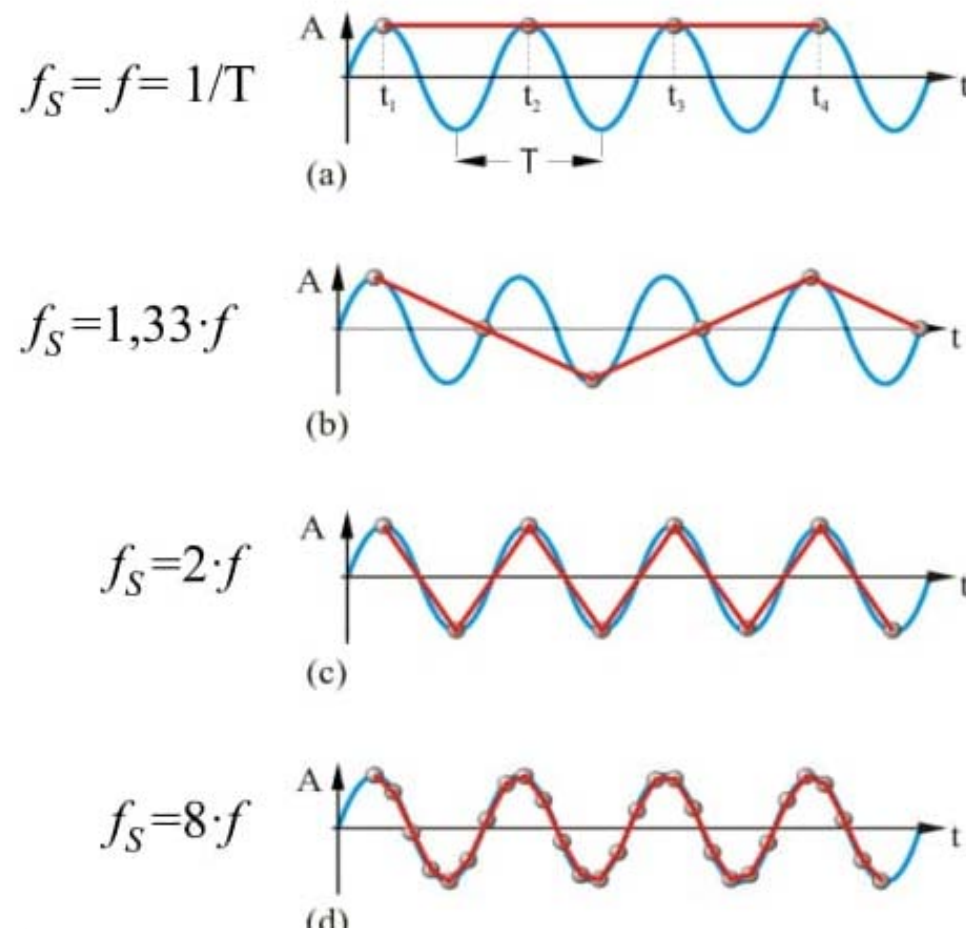 A
f_S = f = 1/T
t₁ t₂ t₃ t₄ t
T
(a)
A
f_S=1,33·f
t
(b)
A
f_S=2·f
t
(c)
A
f_S=8·f
t
(d)